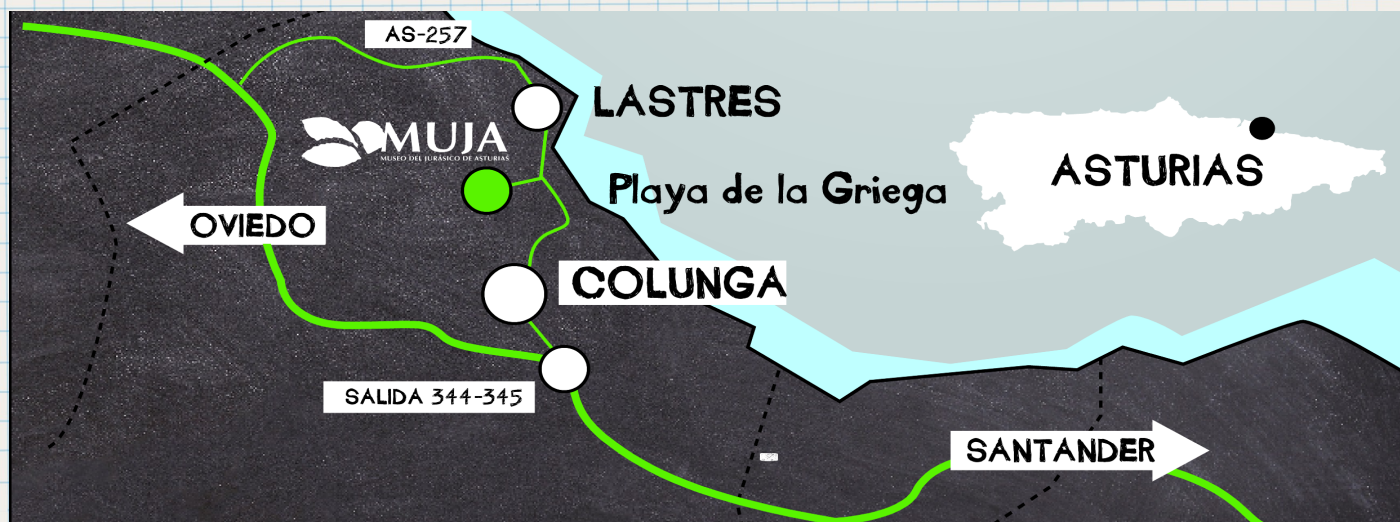 AS-257
LASTRES
MUJA
MUSEO DEL JURÁSICO DE ASTURIAS
ASTURIAS
Playa de la Griega
OVIEDO
COLUNGA
SALIDA 344-345
SANTANDER